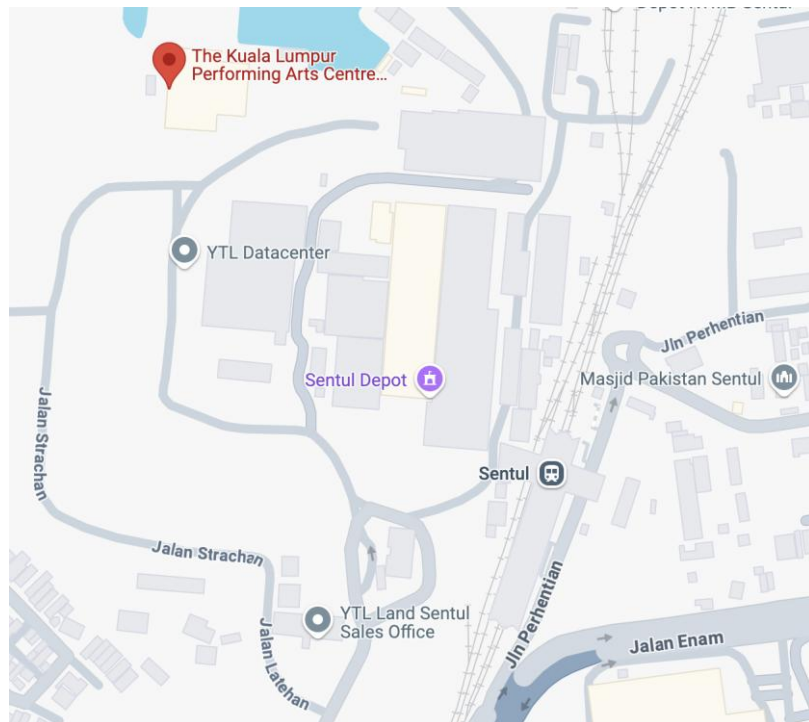 The Kuala Lumpur
Performing Arts Centre...
YTL Datacenter
Jln Perhentian
Sentul Depot
Masjid Pakistan Sentul
Jalan Strachan
Sentul
Jalan Strachan
Jln Perhentian
YTL Land Sentul
Sales Office
Jalan Enam
Jalan Latehan